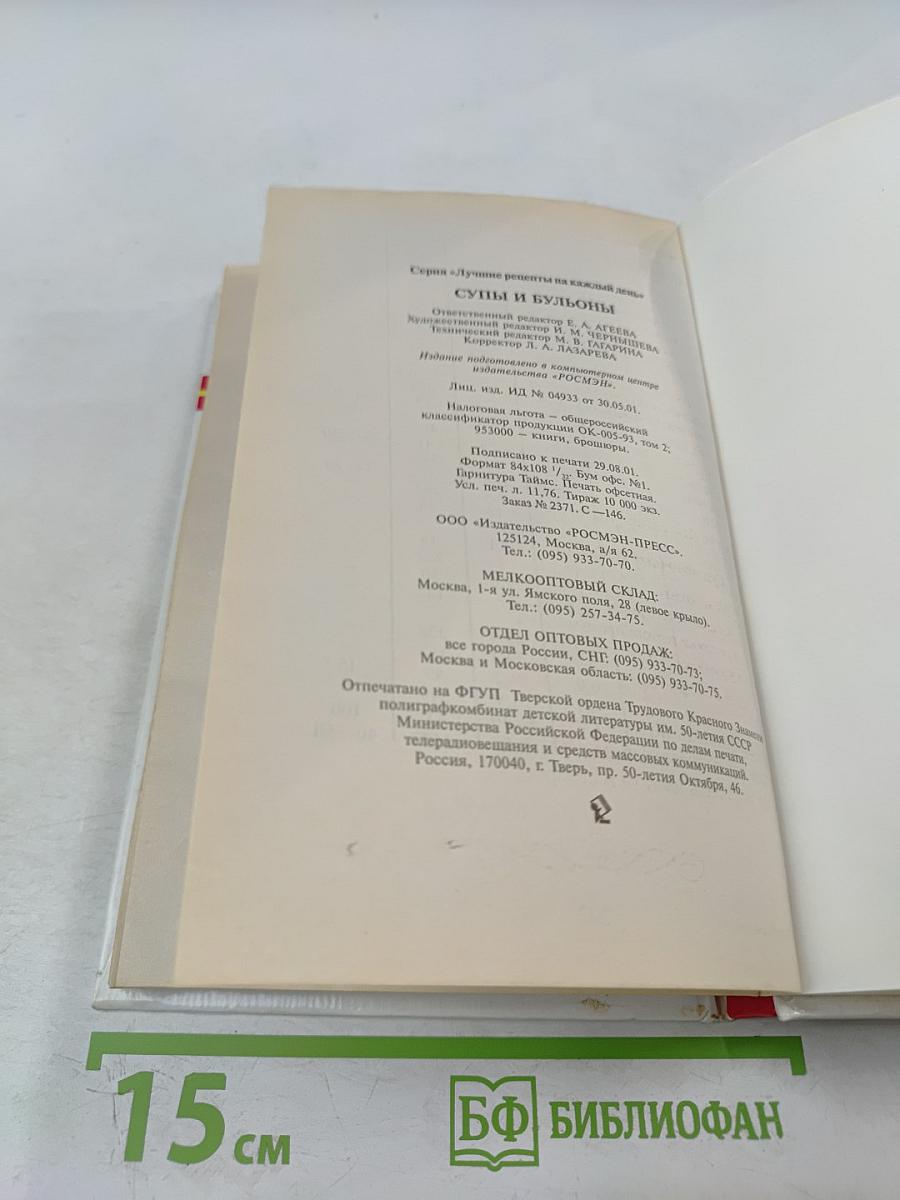 Серия «Лучшие рецепты на каждый день»
СУПЫ И БУЛЬОНЫ
Ответственный редактор Е. А. АГЕЕВА
Художественный редактор И. М. ЧЕРНЫШЕВА
Технический редактор М. В. ГАГАРИНА
Корректор Л. А. ЛАЗАРЕВА
Издание подготовлено в компьютерном центре
издательства «РОСМЭН».
Лиц. изд. ИД № 04933 от 30.05.01.
Налоговая льгота — общероссийский
классификатор продукции ОК-005-93, том 2;
953000 — книги, брошюры.
Подписано к печати 29.08.01.
Формат 84х108 1/32. Бум офс. №1.
Гарнитура Таймс. Печать офсетная.
Усл. печ. л. 11,76. Тираж 10 000 экз.
Заказ № 2371. С —146.
ООО «Издательство «РОСМЭН-ПРЕСС».
125124, Москва, а/я 62.
Тел.: (095) 933-70-70.
МЕЛКООПТОВЫЙ СКЛАД:
Москва, 1-я ул. Ямского поля, 28 (левое крыло).
Тел.: (095) 257-34-75.
ОТДЕЛ ОПТОВЫХ ПРОДАЖ:
все города России, СНГ: (095) 933-70-73;
Москва и Московская область: (095) 933-70-75.
Отпечатано на ФГУП Тверской ордена Трудового Красного Знамени
полиграфкомбинат детской литературы им. 50-летия СССР
Министерства Российской Федерации по делам печати,
телерадиовещания и средств массовых коммуникаций.
Россия, 170040, г. Тверь, пр. 50-летия Октября, 46.
15 см
БФ БИБЛИОФАН